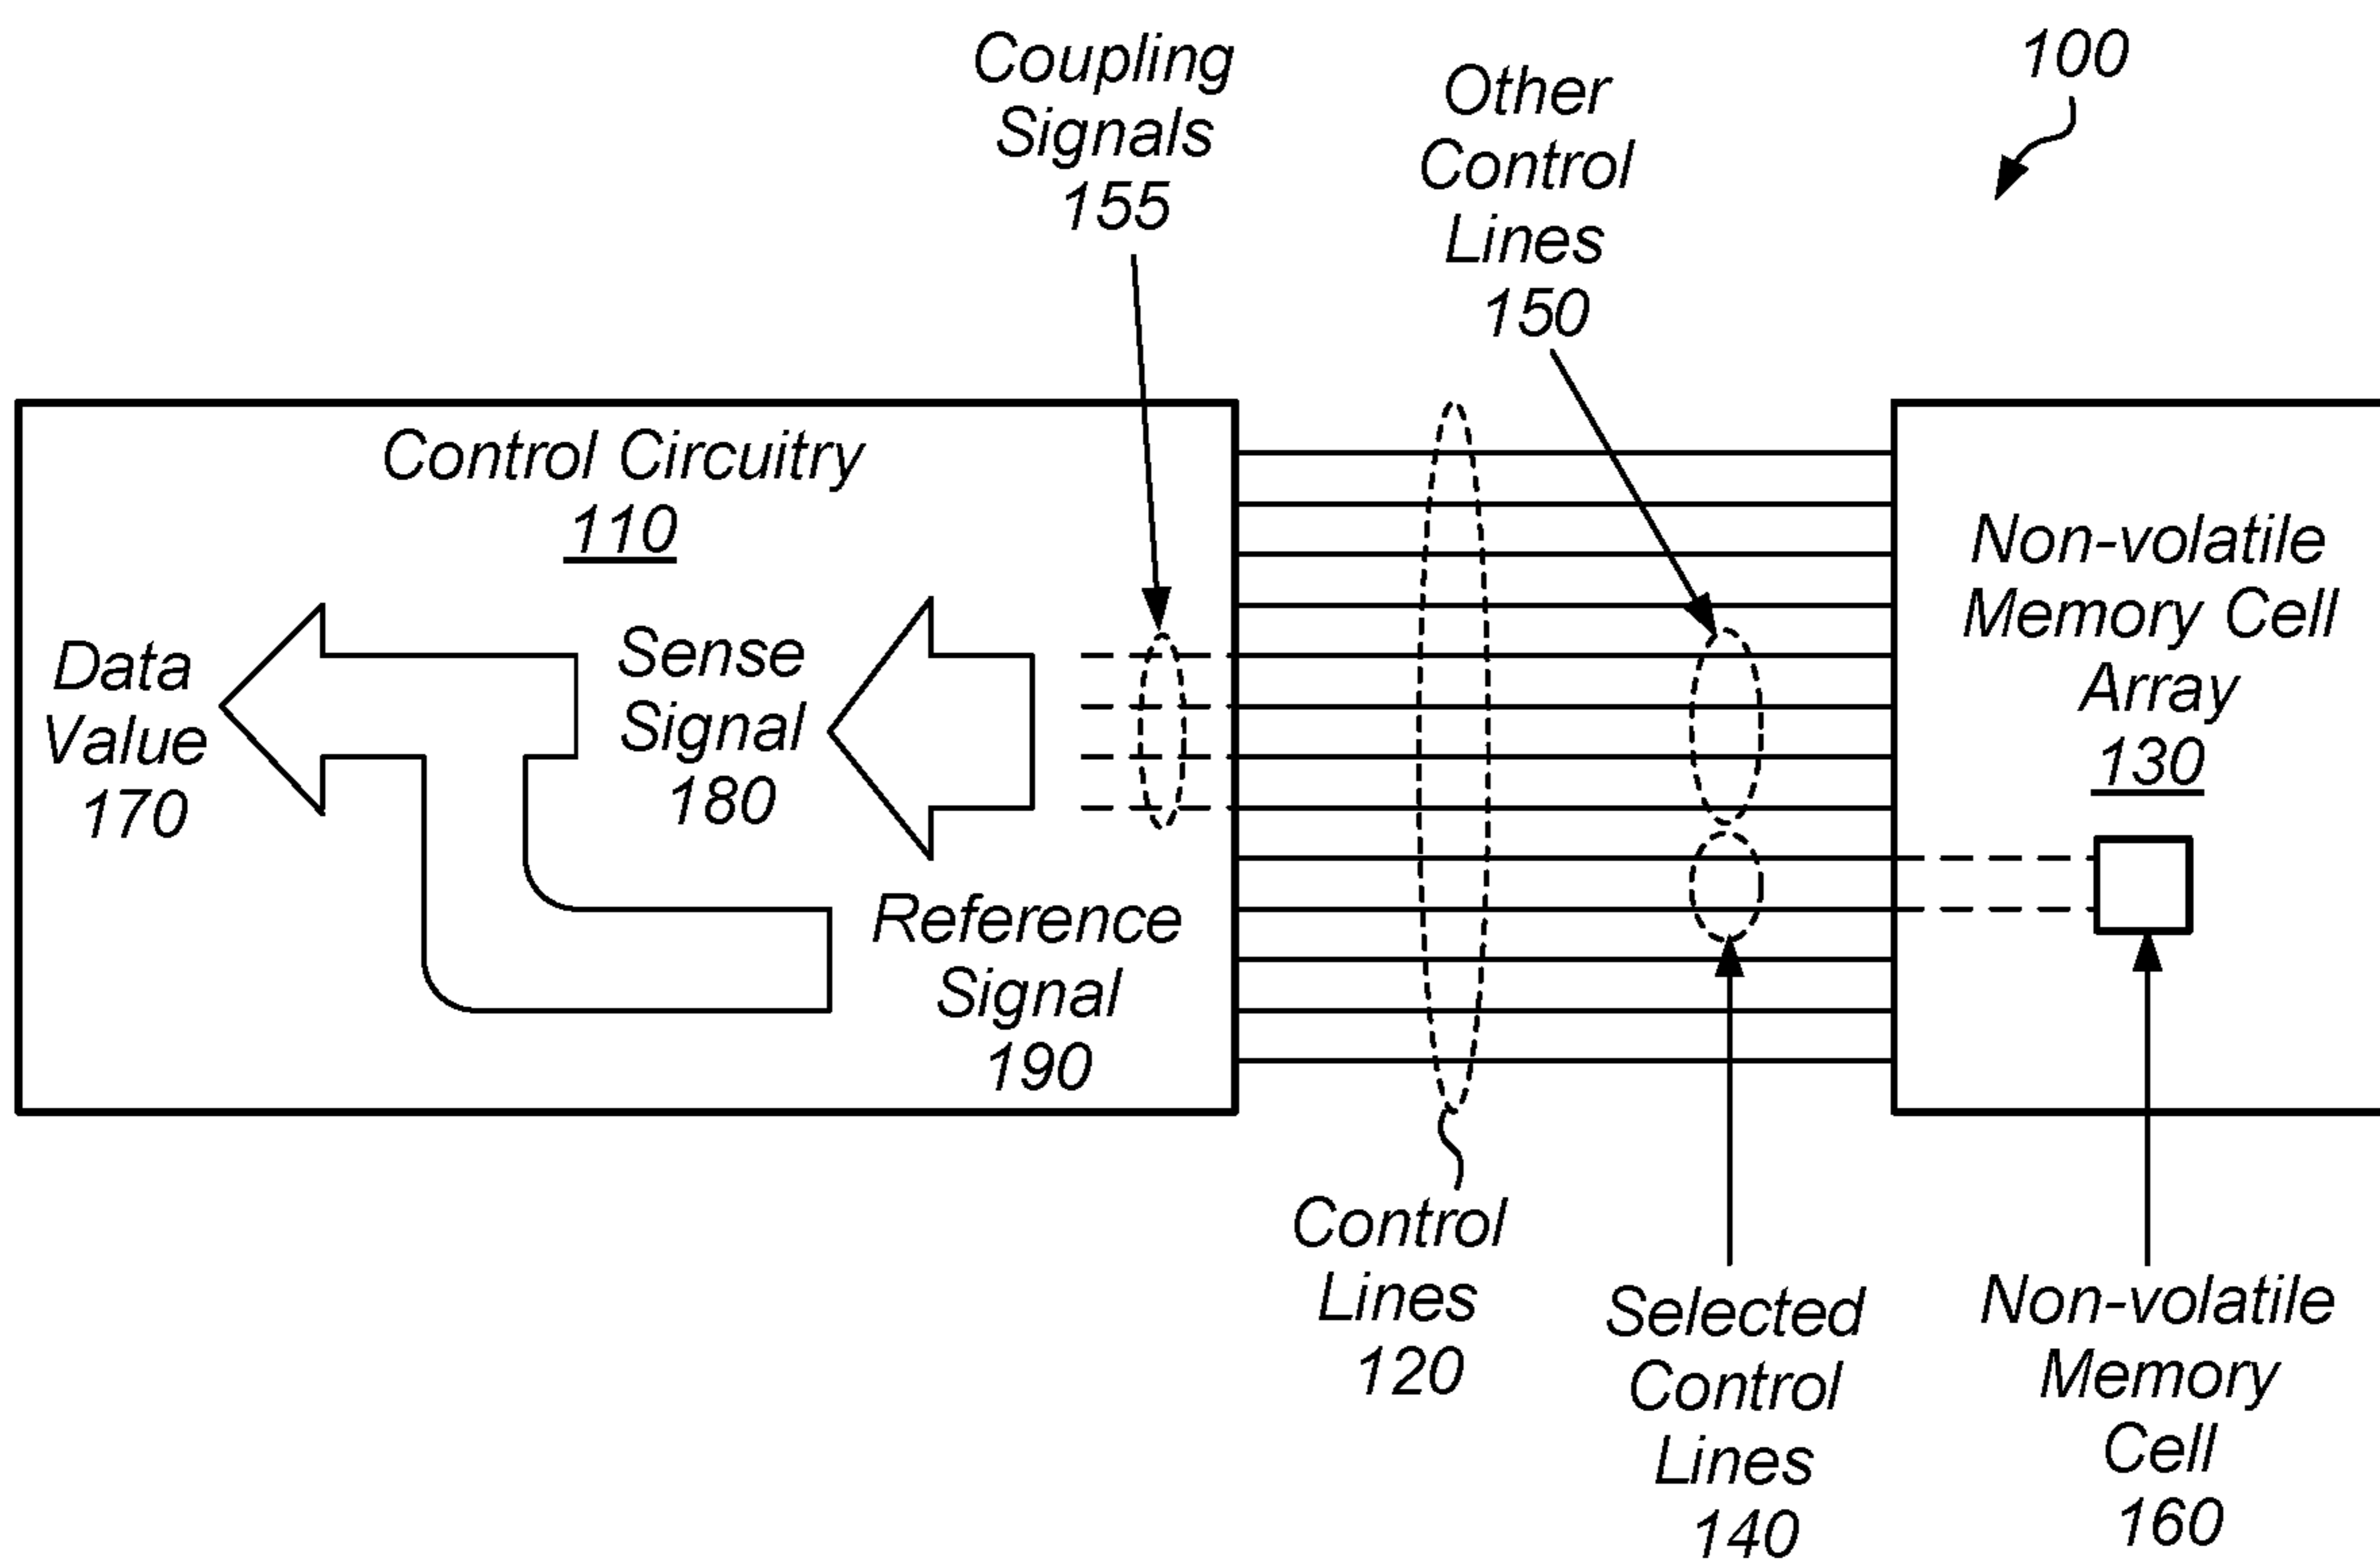 Coupling
Signals
155
Other
Control
Lines
150
100
Control Circuitry
110
Data
Value
170
Sense
Signal
180
Reference
Signal
190
Non-volatile
Memory Cell
Array
130
Control
Lines
120
Selected
Control
Lines
140
Non-volatile
Memory
Cell
160